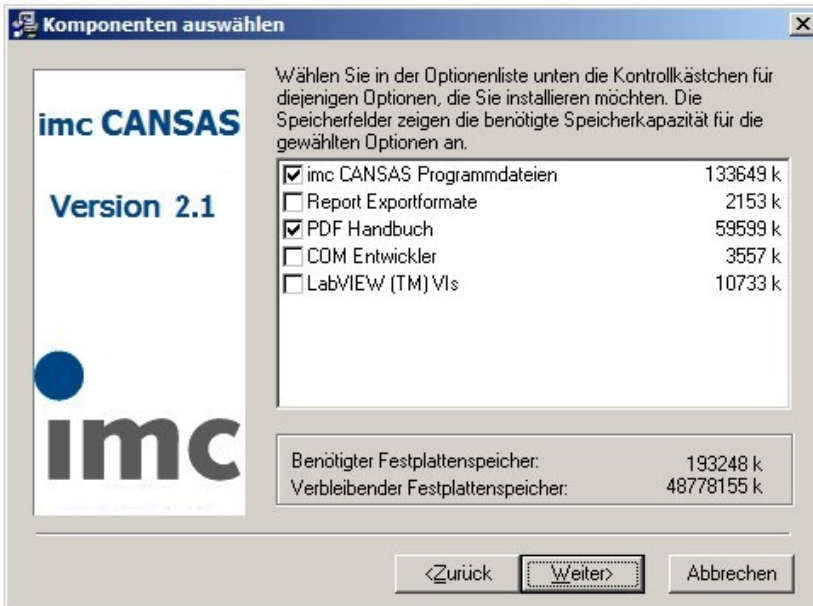 Komponenten auswählen
imc CANSAS
Version 2.1
imc
Wählen Sie in der Optionenliste unten die Kontrollkästchen für
diejenigen Optionen, die Sie installieren möchten. Die
Speicherfelder zeigen die benötigte Speicherkapazität für die
gewählten Optionen an.
imc CANSAS Programmdateien 133649 k
Report Exportformate 2153 k
PDF Handbuch 59599 k
COM Entwickler 3557 k
LabVIEW (TM) VIs 10733 k
Benötigter Festplattenspeicher: 193248 k
Verbleibender Festplattenspeicher: 48778155 k
<Zurück Weiter> Abbrechen